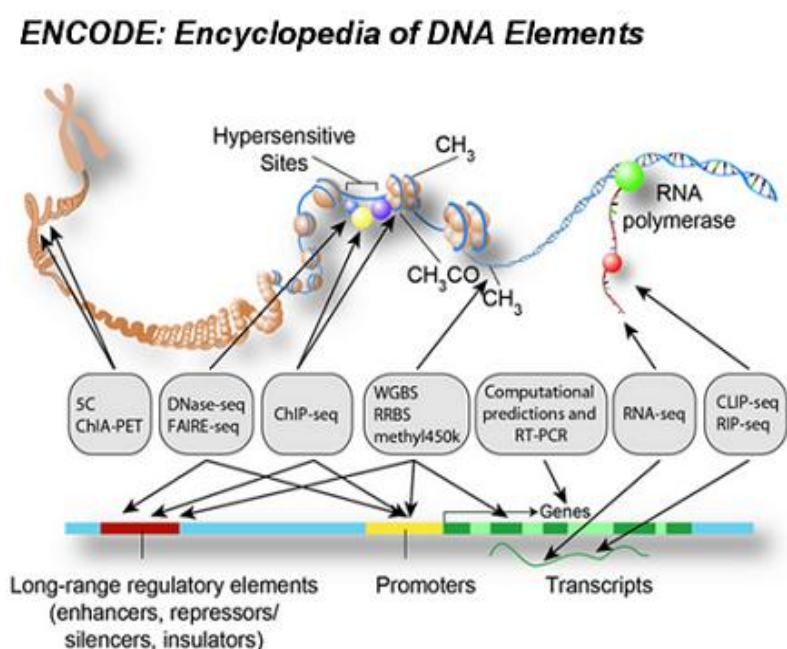 ENCODE: Encyclopedia of DNA Elements
Hypersensitive
Sites
CH3
RNA
polymerase
CH3CO
CH3
5C
ChIA-PET
DNase-seq
FAIRE-seq
ChIP-seq
WGBS
RRBS
methyl450k
Computational
predictions and
RT-PCR
RNA-seq
CLIP-seq
RIP-seq
Genes
Long-range regulatory elements
(enhancers, repressors/
silencers, insulators)
Promoters
Transcripts